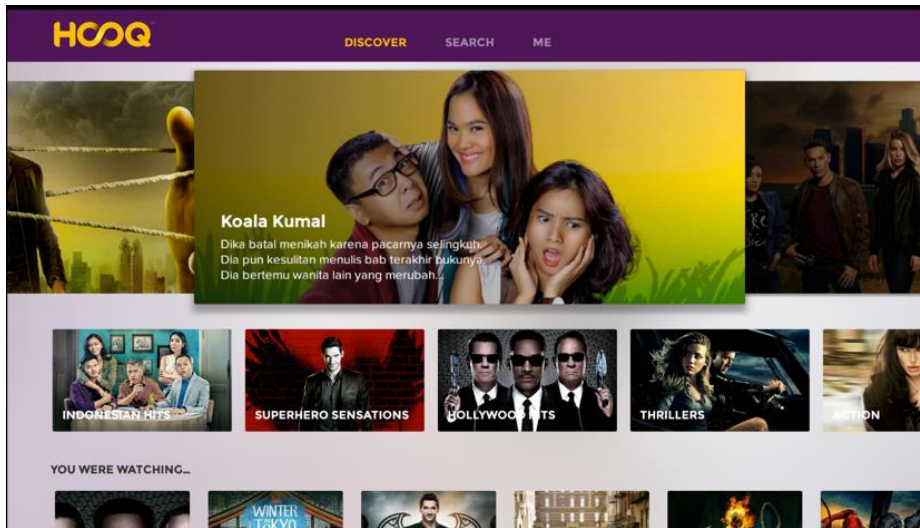 HOOQ
DISCOVER SEARCH ME
Koala Kumal
Dika batal menikah karena pacarnya selingkuh.
Dia pun kesulitan menulis bab terakhir bukunya.
Dia bertemu wanita lain yang merubah...
INDONESIAN HITS SUPERHERO SENSATIONS HOLLYWOOD HITS THRILLERS ACTION
YOU WERE WATCHING...
WINTER
TOKYO